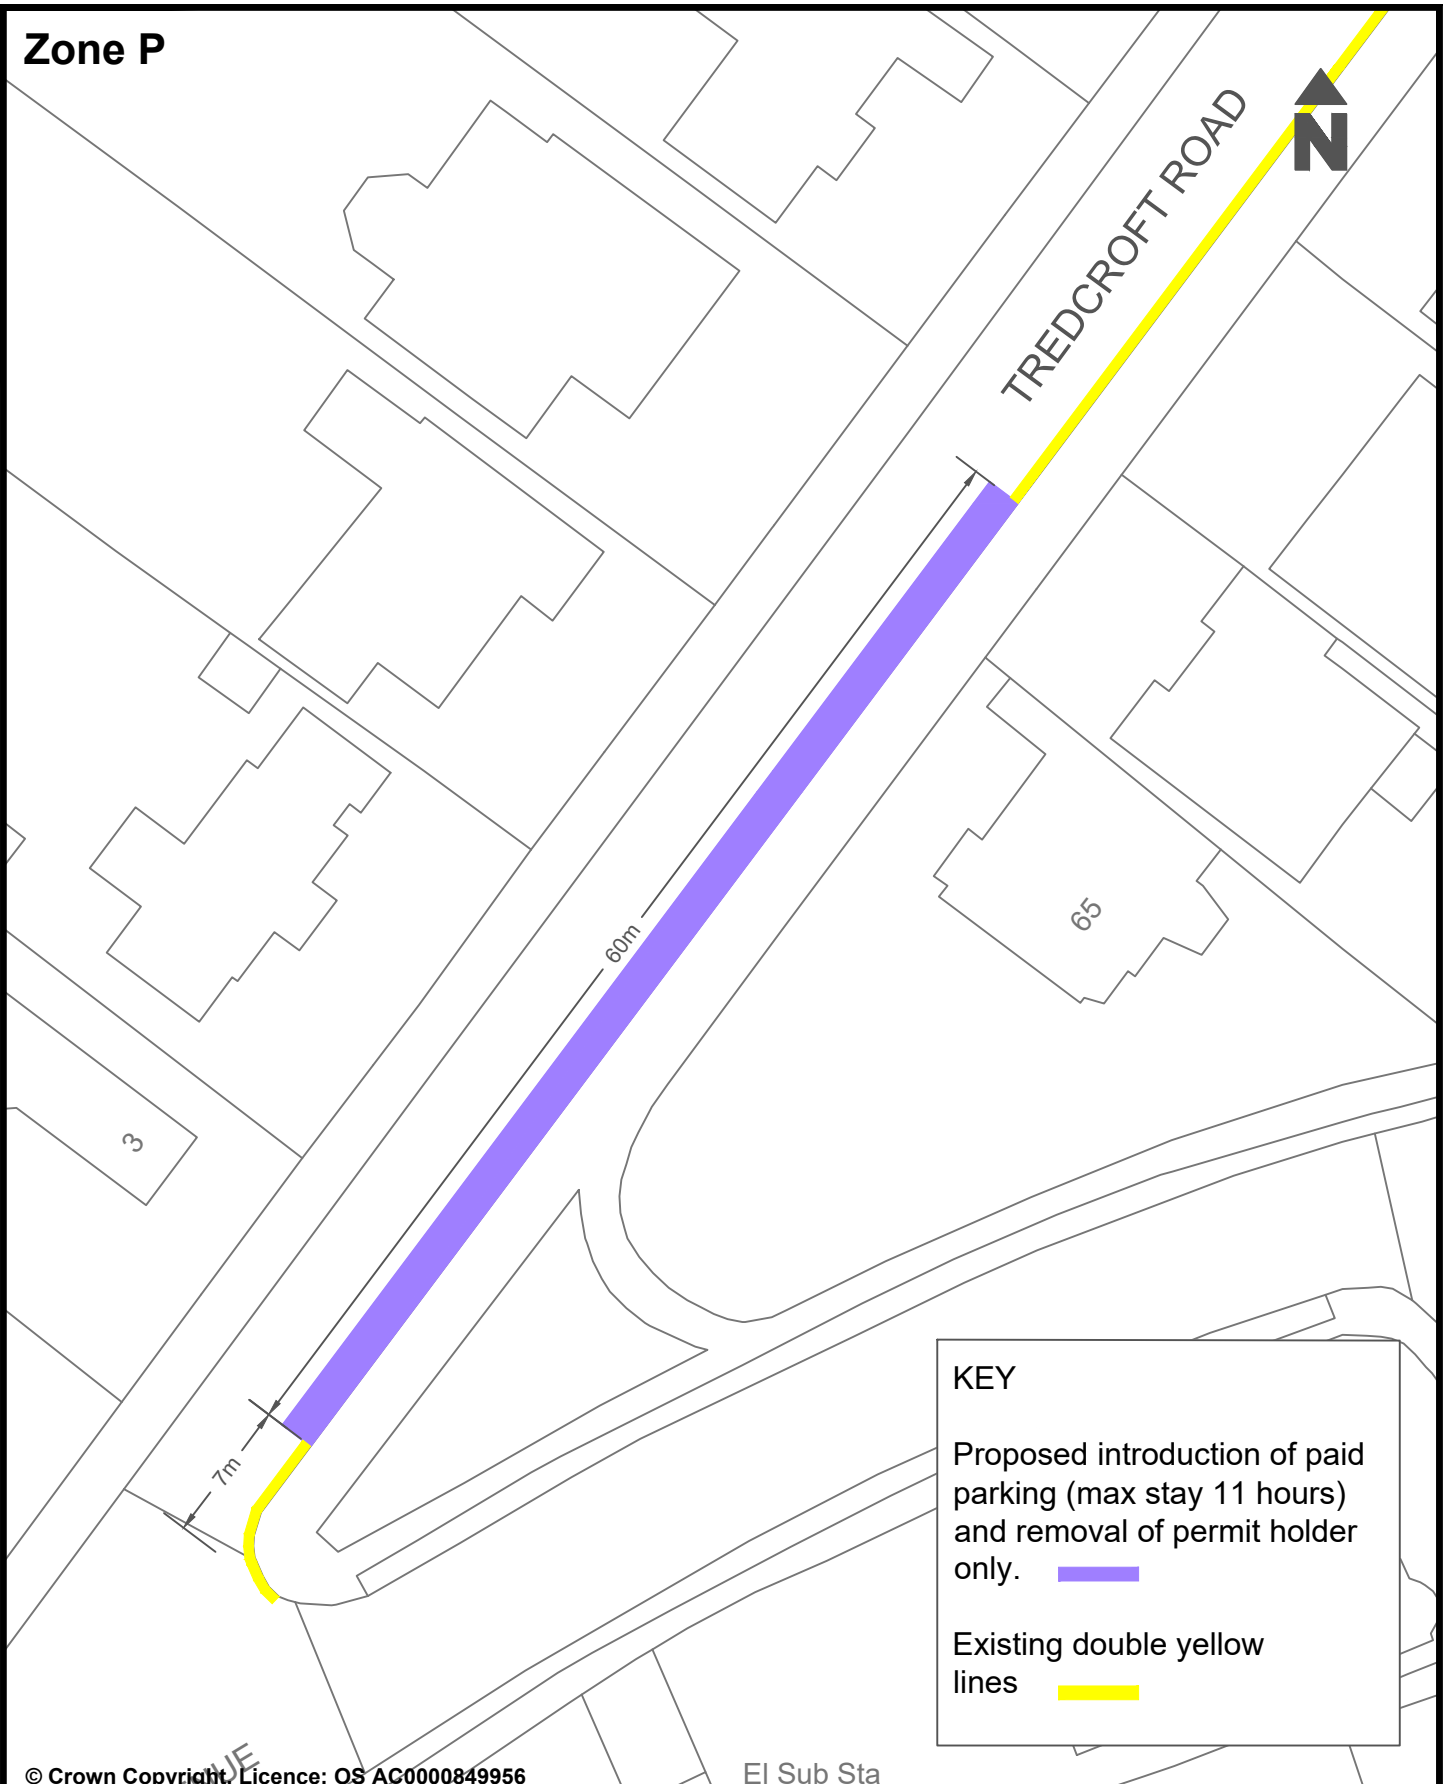 Zone P
N
TREDCROFT ROAD
60m
65
3
7m
KEY
Proposed introduction of paid
parking (max stay 11 hours)
and removal of permit holder
only.
Existing double yellow
lines
El Sub Sta
© Crown Copyright. Licence: OS AC0000849956